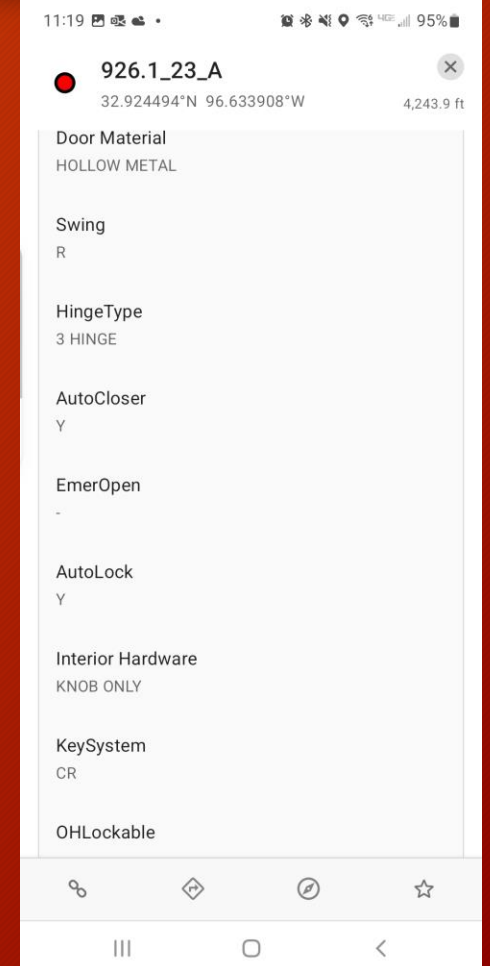 11:19
4GE 95%
926.1_23_A
32.924494°N 96.633908°W
4,243.9 ft
Door Material
HOLLOW METAL
Swing
R
HingeType
3 HINGE
AutoCloser
Y
EmerOpen
-
AutoLock
Y
Interior Hardware
KNOB ONLY
KeySystem
CR
OHLockable